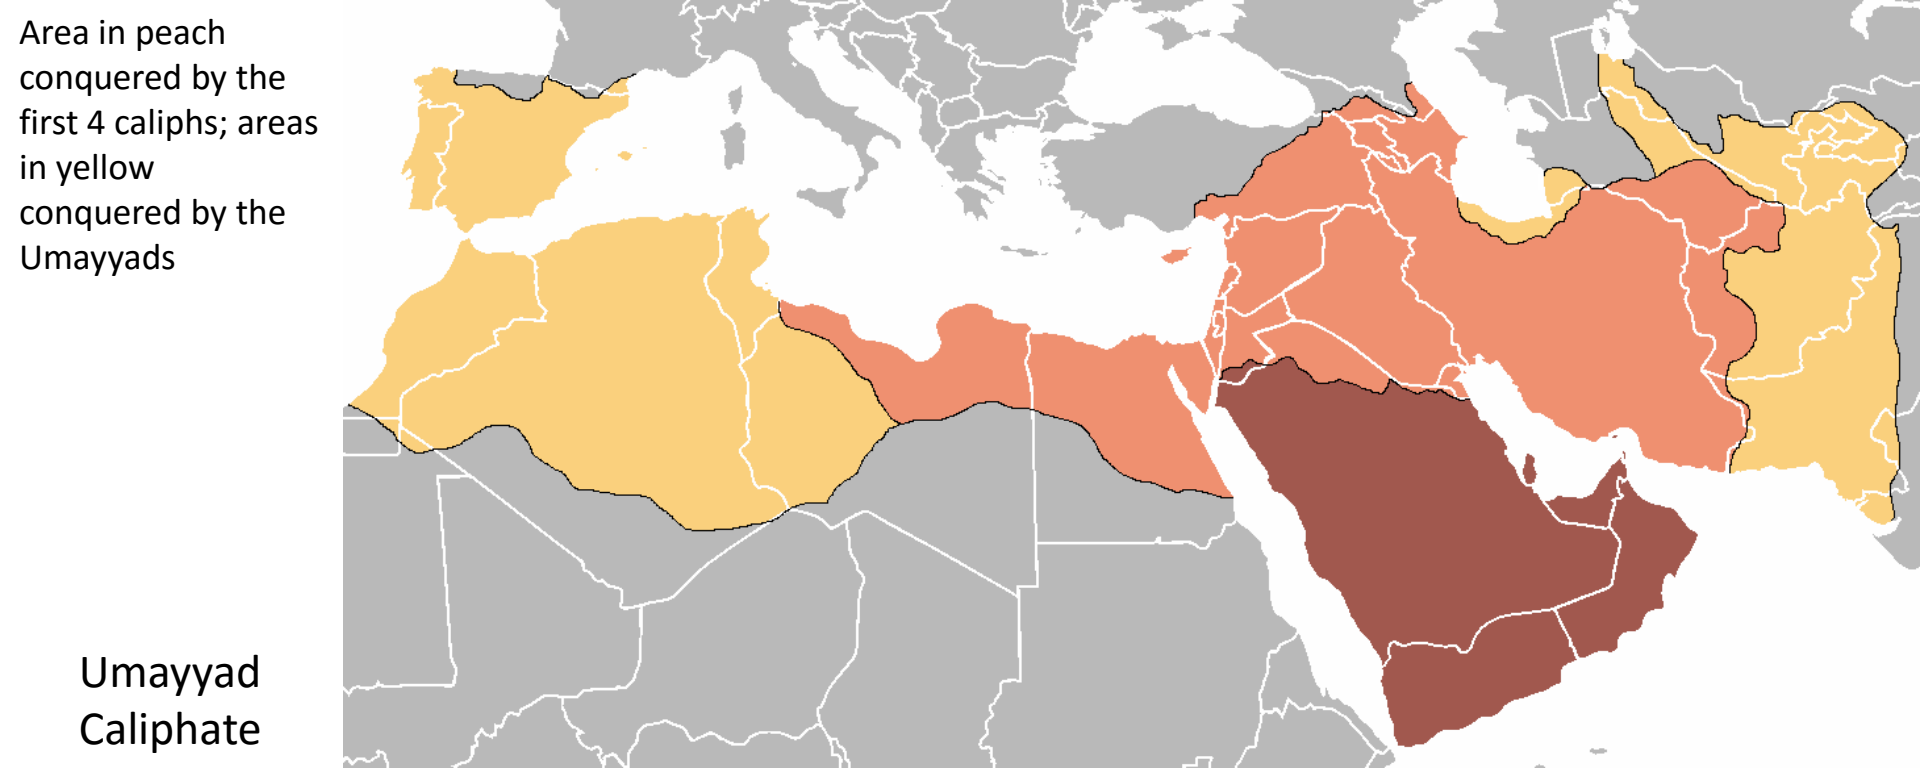 Area in peach
conquered by the
first 4 caliphs; areas
in yellow
conquered by the
Umayyads
Umayyad
Caliphate